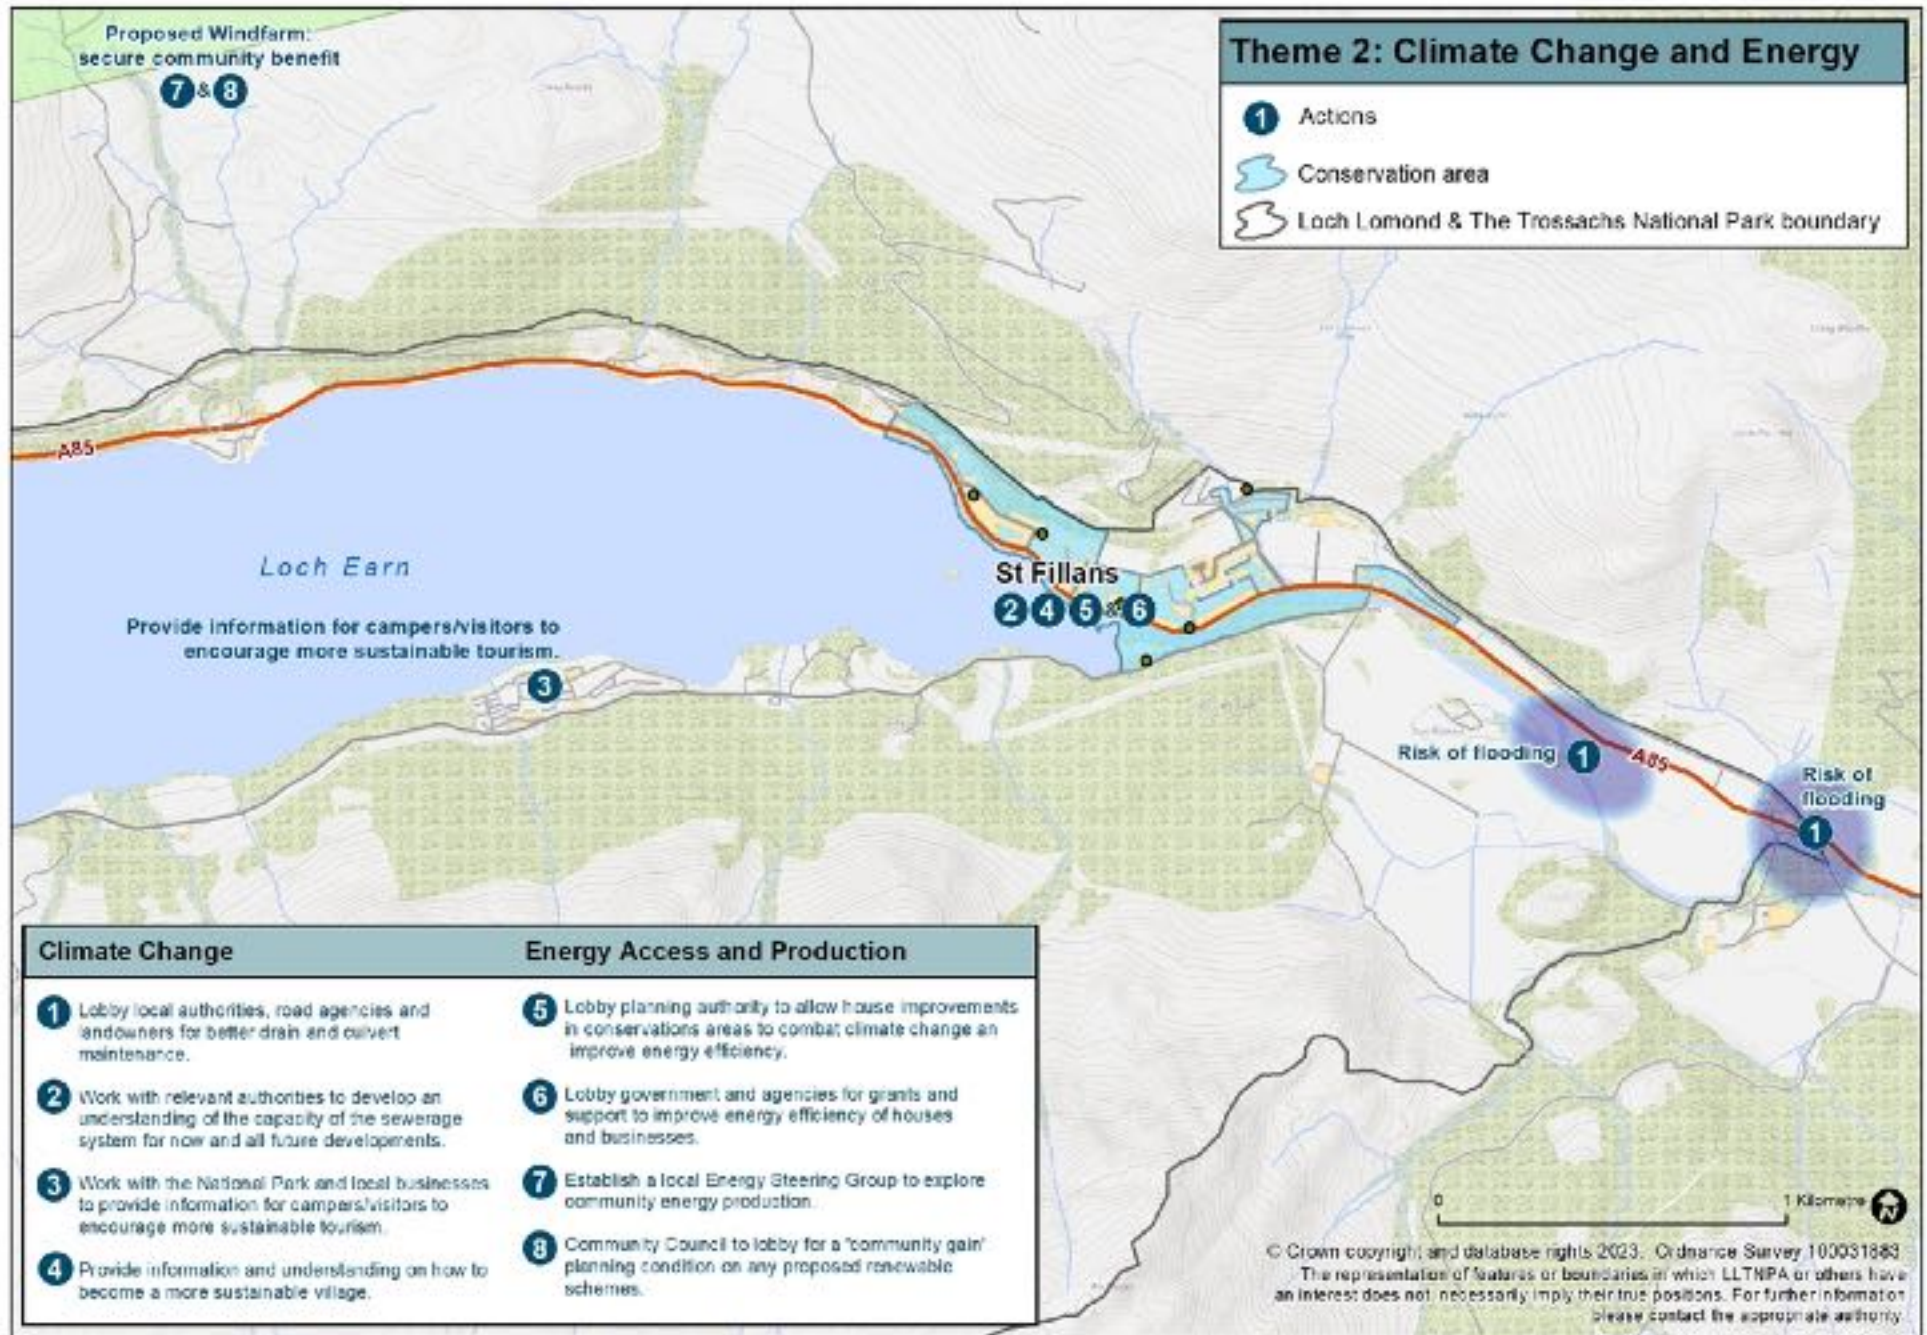 Proposed Windfarm:
secure community benefit
7 & 8
Theme 2: Climate Change and Energy
1 Actions
Conservation area
Loch Lomond & The Trossachs National Park boundary
A85
Loch Earn
St Fillans
2 4 5 & 6
Provide information for campers/visitors to
encourage more sustainable tourism.
3
Risk of flooding 1
A85
Risk of
flooding
1
Climate Change
1 Lobby local authorities, road agencies and
landowners for better drain and culvert
maintenance.
2 Work with relevant authorities to develop an
understanding of the capacity of the sewerage
system for now and all future developments.
3 Work with the National Park and local businesses
to provide information for campers/visitors to
encourage more sustainable tourism.
4 Provide information and understanding on how to
become a more sustainable village.
Energy Access and Production
5 Lobby planning authority to allow house improvements
in conservations areas to combat climate change an
improve energy efficiency.
6 Lobby government and agencies for grants and
support to improve energy efficiency of houses
and businesses.
7 Establish a local Energy Steering Group to explore
community energy production.
8 Community Council to lobby for a 'community gain'
planning condition on any proposed renewable
schemes.
0 1 Kilometre N
© Crown copyright and database rights 2023. Ordnance Survey 100031883.
The representation of features or boundaries in which LLTNPA or others have
an interest does not necessarily imply their true positions. For further information
please contact the appropriate authority.